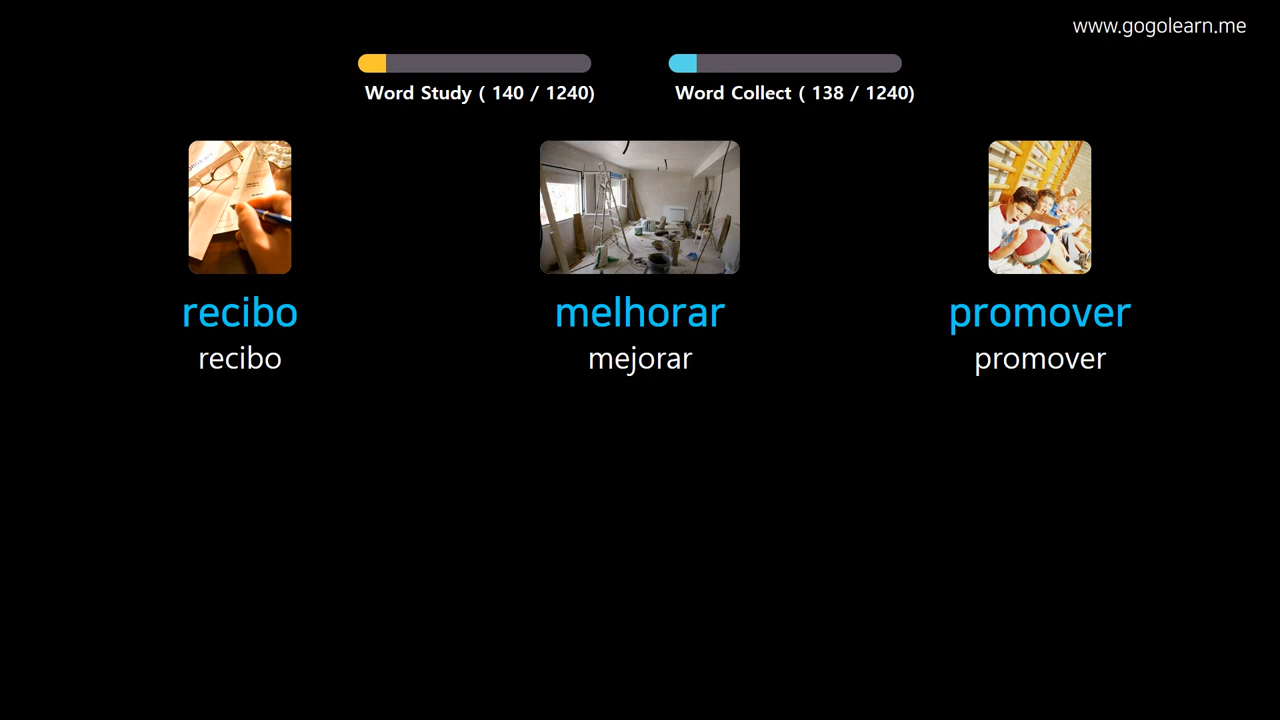 www.gogolearn.me
Word Study ( 140 / 1240)
Word Collect ( 138 / 1240)
recibo
melhorar
promover
recibo
mejorar
promover